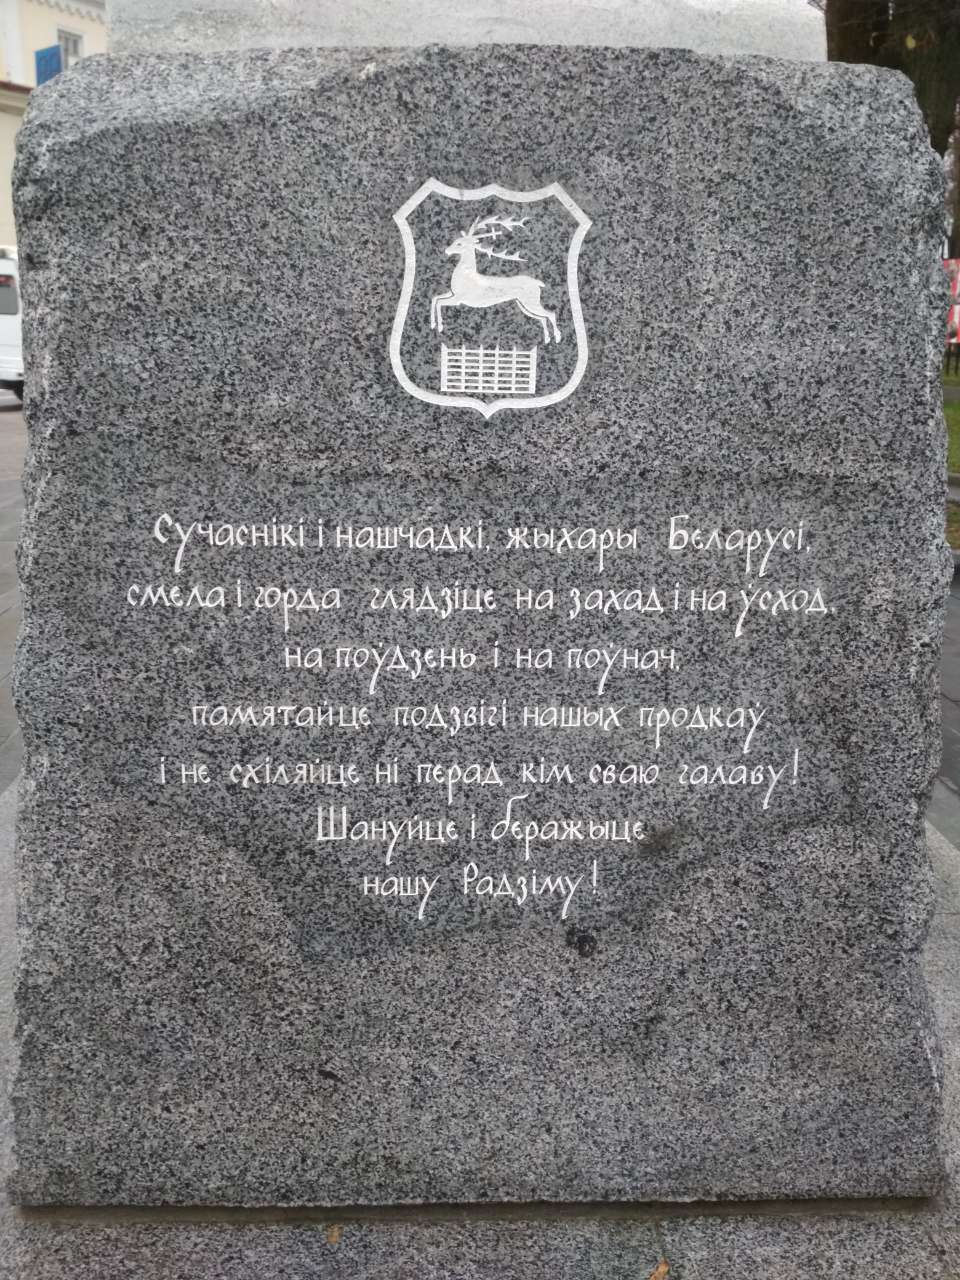 Сучаснікі і нашчадкі, жыхары Беларусі,
смела і горда глядзіце на захад і на ўсход,
на поўдзень і на поўнач,
памятайце подзвігі нашых продкаў
і не схіляйце ні перад кім сваю галаву!
Шануйце і беражыце
нашу Радзіму!